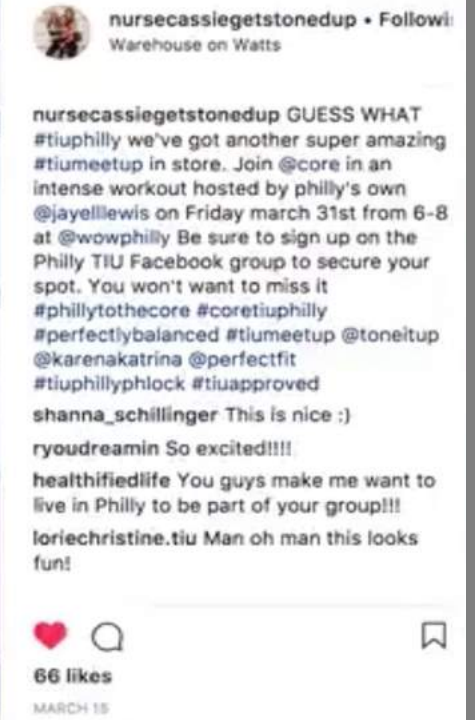 nursecassiegetstonedup • Followi
Warehouse on Watts
nursecassiegetstonedup GUESS WHAT
#tiuphilly we've got another super amazing
#tiumeetup in store. Join @core in an
intense workout hosted by philly's own
@jayelllewis on Friday march 31st from 6-8
at @wowphilly Be sure to sign up on the
Philly TIU Facebook group to secure your
spot. You won't want to miss it
#phillytothecore #coretiuphilly
#perfectlybalanced #tiumeetup @toneitup
@karenakatrina @perfectfit
#tiuphillyphlock #tiuapproved
shanna_schillinger This is nice :)
ryoudreamin So excited!!!!
healthifiedlife You guys make me want to
live in Philly to be part of your group!!!
loriechristine.tiu Man oh man this looks
fun!
66 likes
MARCH 15